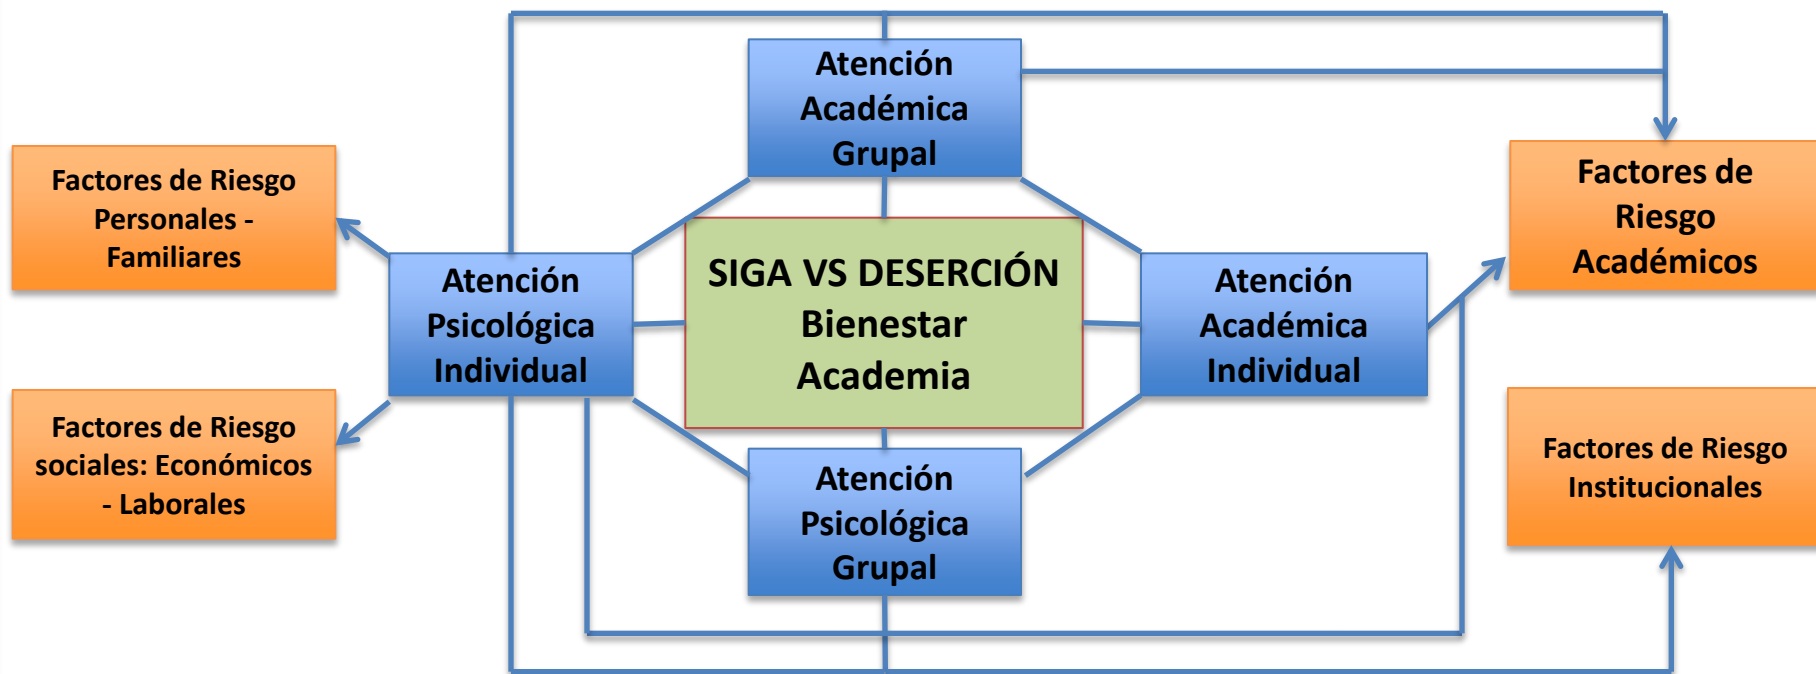 Atención
Académica
Grupal
Factores de Riesgo
Personales -
Familiares
Factores de
Riesgo
Académicos
Atención
Psicológica
Individual
SIGA VS DESERCIÓN
Bienestar
Academia
Atención
Académica
Individual
Factores de Riesgo
sociales: Económicos
- Laborales
Atención
Psicológica
Grupal
Factores de Riesgo
Institucionales